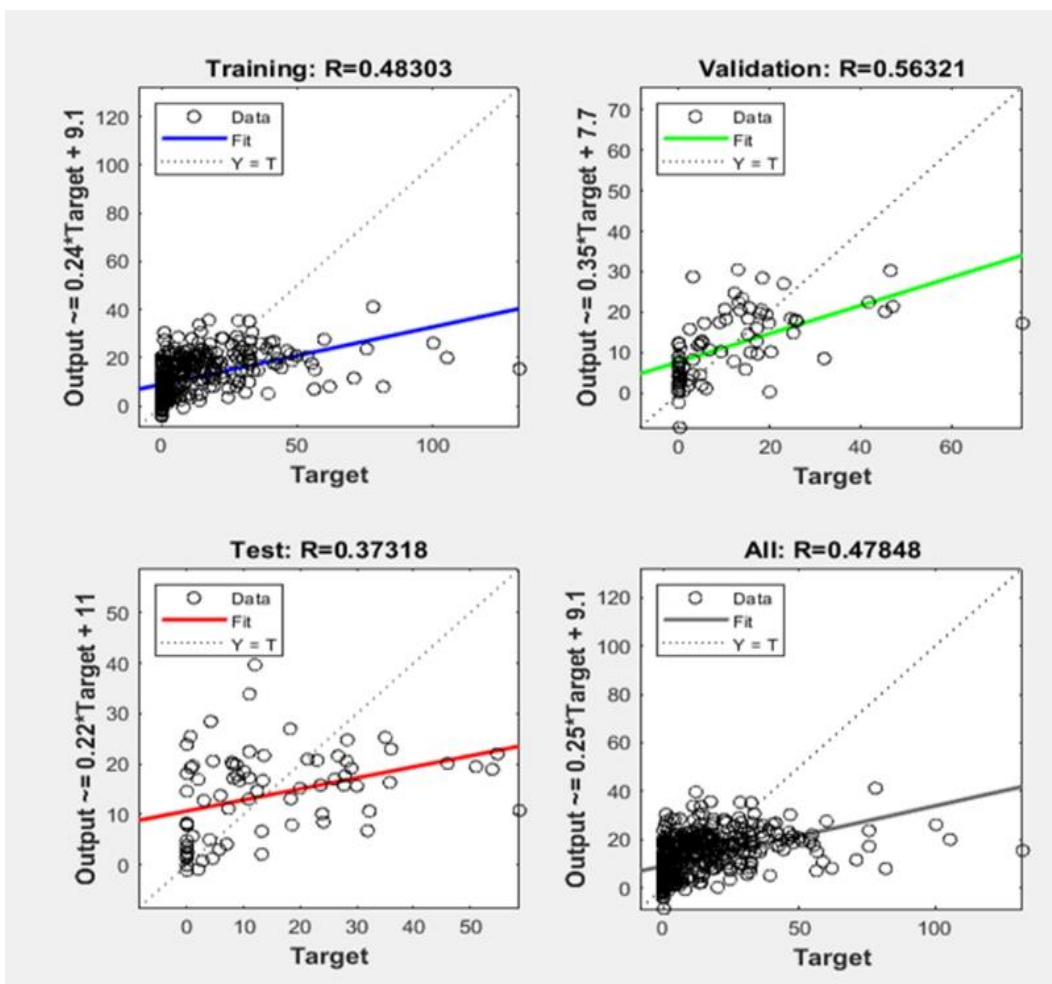 Training: R=0.48303
Output ~= 0.24*Target + 9.1
120
100
80
60
40
20
0
Data
Fit
Y = T
0
50
100
Target
Validation: R=0.56321
Output ~= 0.35*Target + 7.7
70
60
50
40
30
20
10
0
Data
Fit
Y = T
0
20
40
60
Target
Test: R=0.37318
Output ~= 0.22*Target + 11
50
40
30
20
10
0
Data
Fit
Y = T
0
10
20
30
40
50
Target
All: R=0.47848
Output ~= 0.25*Target + 9.1
120
100
80
60
40
20
0
Data
Fit
Y = T
0
50
100
Target